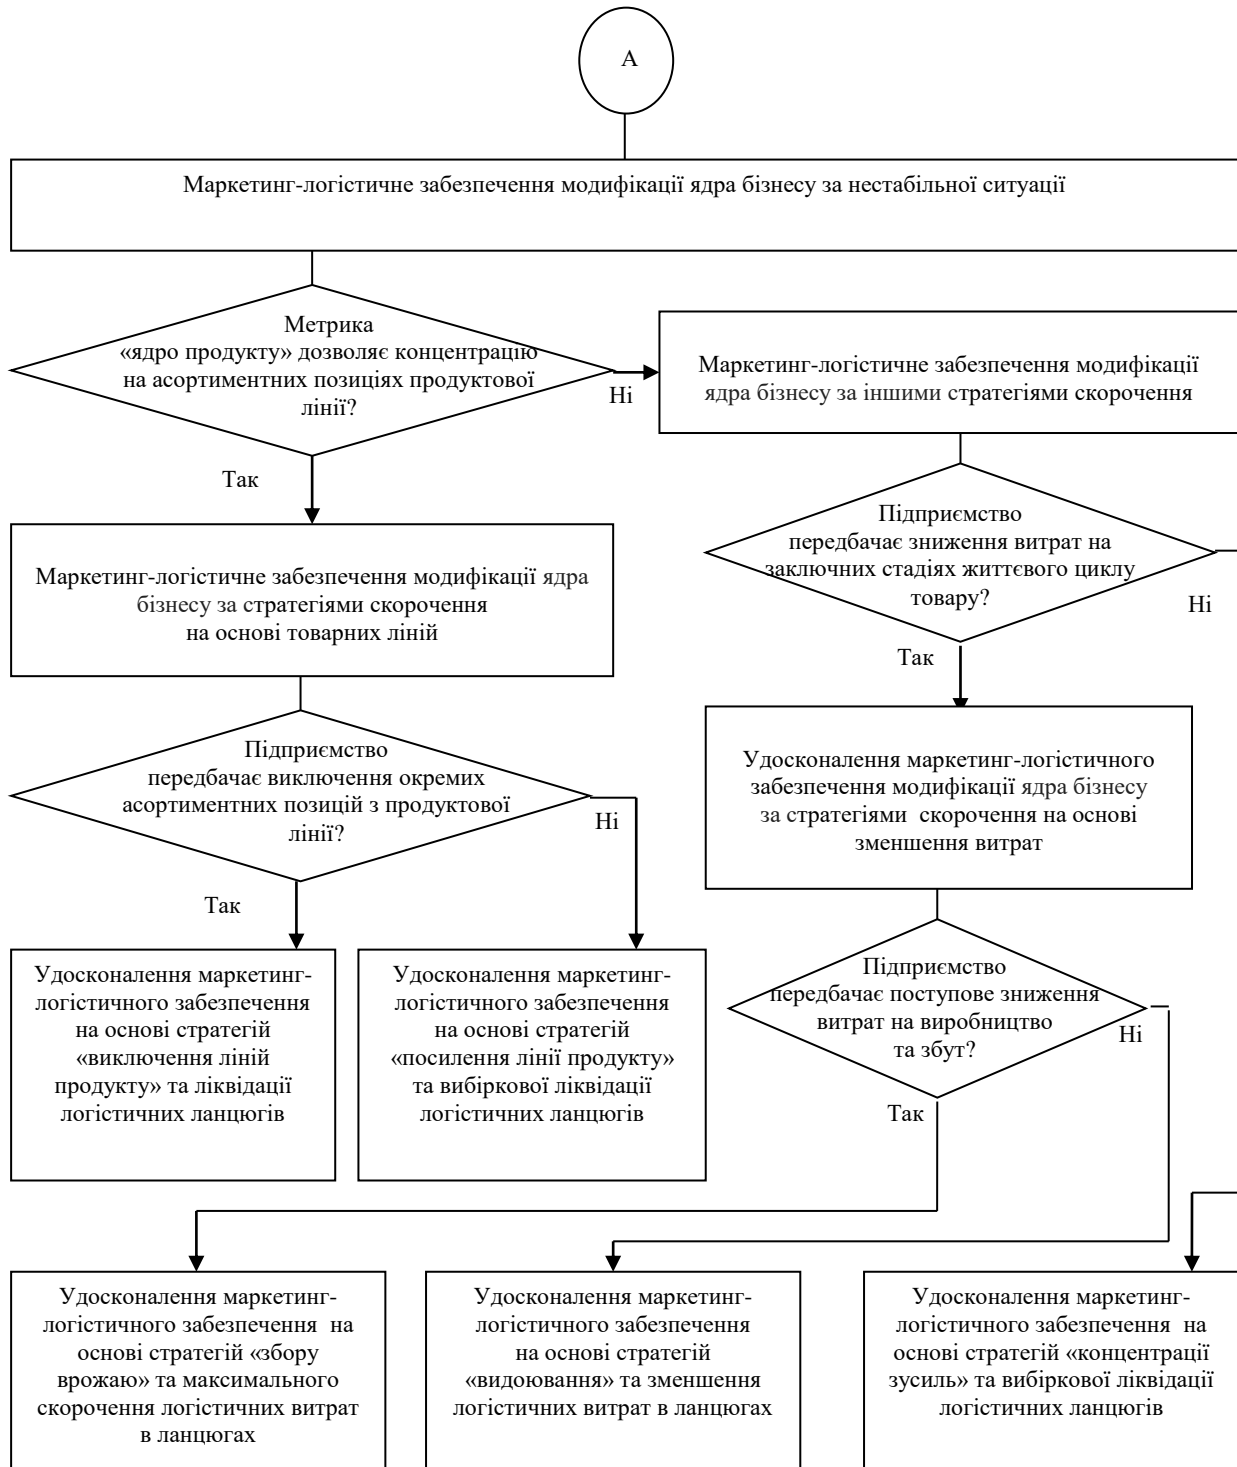 А
Маркетинг-логістичне забезпечення модифікації ядра бізнесу за нестабільної ситуації
Метрика
«ядро продукту» дозволяє концентрацію
на асортиментних позиціях продуктової
лінії?
Ні
Так
Маркетинг-логістичне забезпечення модифікації
ядра бізнесу за іншими стратегіями скорочення
Підприємство
передбачає зниження витрат на
заключних стадіях життєвого циклу
товару?
Ні
Так
Маркетинг-логістичне забезпечення модифікації ядра
бізнесу за стратегіями скорочення
на основі товарних ліній
Підприємство
передбачає виключення окремих
асортиментних позицій з продуктової
лінії?
Ні
Так
Удосконалення маркетинг-логістичного
забезпечення модифікації ядра бізнесу
за стратегіями скорочення на основі
зменшення витрат
Підприємство
передбачає поступове зниження
витрат на виробництво
та збут?
Ні
Так
Удосконалення маркетинг-
логістичного забезпечення
на основі стратегій
«виключення ліній
продукту» та ліквідації
логістичних ланцюгів
Удосконалення маркетинг-
логістичного забезпечення
на основі стратегій
«посилення лінії продукту»
та вибіркової ліквідації
логістичних ланцюгів
Удосконалення маркетинг-
логістичного забезпечення на
основі стратегій «збору
врожаю» та максимального
скорочення логістичних витрат
в ланцюгах
Удосконалення маркетинг-
логістичного забезпечення
на основі стратегій
«видоювання» та зменшення
логістичних витрат в ланцюгах
Удосконалення маркетинг-
логістичного забезпечення на
основі стратегій «концентрації
зусиль» та вибіркової ліквідації
логістичних ланцюгів